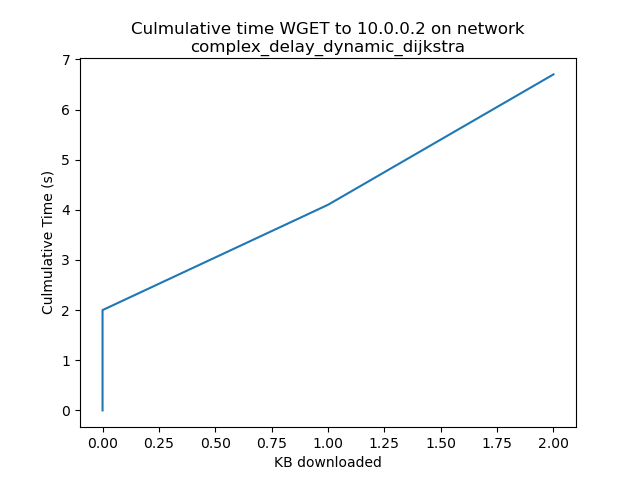 Culmulative time WGET to 10.0.0.2 on network
complex_delay_dynamic_dijkstra
7
6
5
4
3
2
1
0
Culmulative Time (s)
0.00 0.25 0.50 0.75 1.00 1.25 1.50 1.75 2.00
KB downloaded